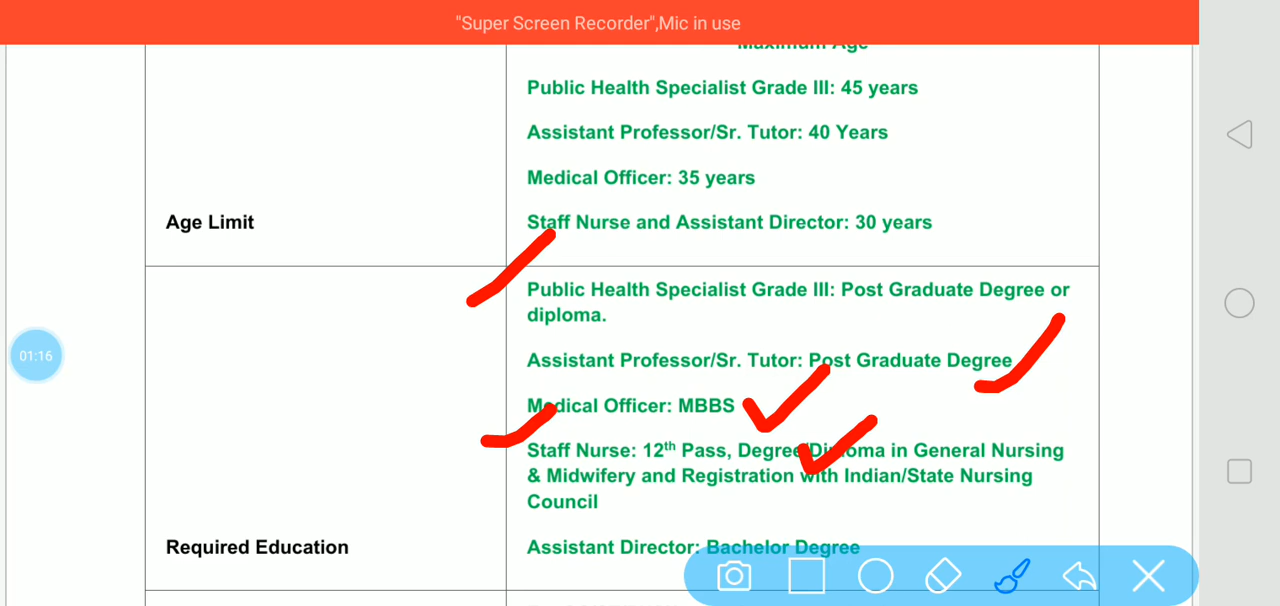 "Super Screen Recorder",Mic in use
Maximum Age
Public Health Specialist Grade III: 45 years
Assistant Professor/Sr. Tutor: 40 Years
Medical Officer: 35 years
Age Limit
Staff Nurse and Assistant Director: 30 years
Public Health Specialist Grade III: Post Graduate Degree or
diploma.
01:16
Assistant Professor/Sr. Tutor: Post Graduate Degree
Medical Officer: MBBS
Staff Nurse: 12th Pass, Degree/Diploma in General Nursing
& Midwifery and Registration with Indian/State Nursing
Council
Required Education
Assistant Director: Bachelor Degree